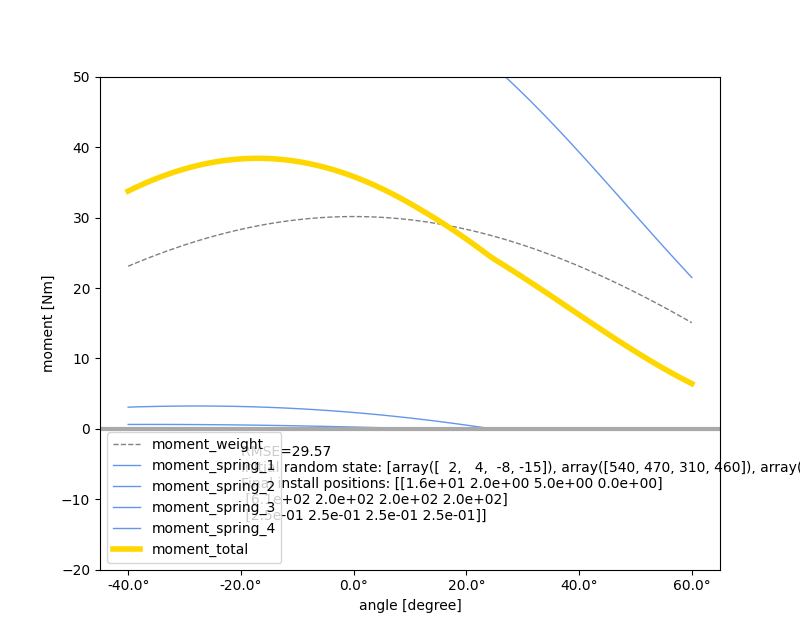 50
40
30
20
10
0
−10
−20
moment [Nm]
moment_weight
moment_spring_1
moment_spring_2
moment_spring_3
moment_spring_4
moment_total
RMSE=29.57
random state: [array([ 2, 4, -8, -15]), array([540, 470, 310, 460]), array(
install positions: [[1.6e+01 2.0e+00 5.0e+00 0.0e+00]
e+02 2.0e+02 2.0e+02 2.0e+02]
e-01 2.5e-01 2.5e-01 2.5e-01]]
-40.0° -20.0° 0.0° 20.0° 40.0° 60.0°
angle [degree]